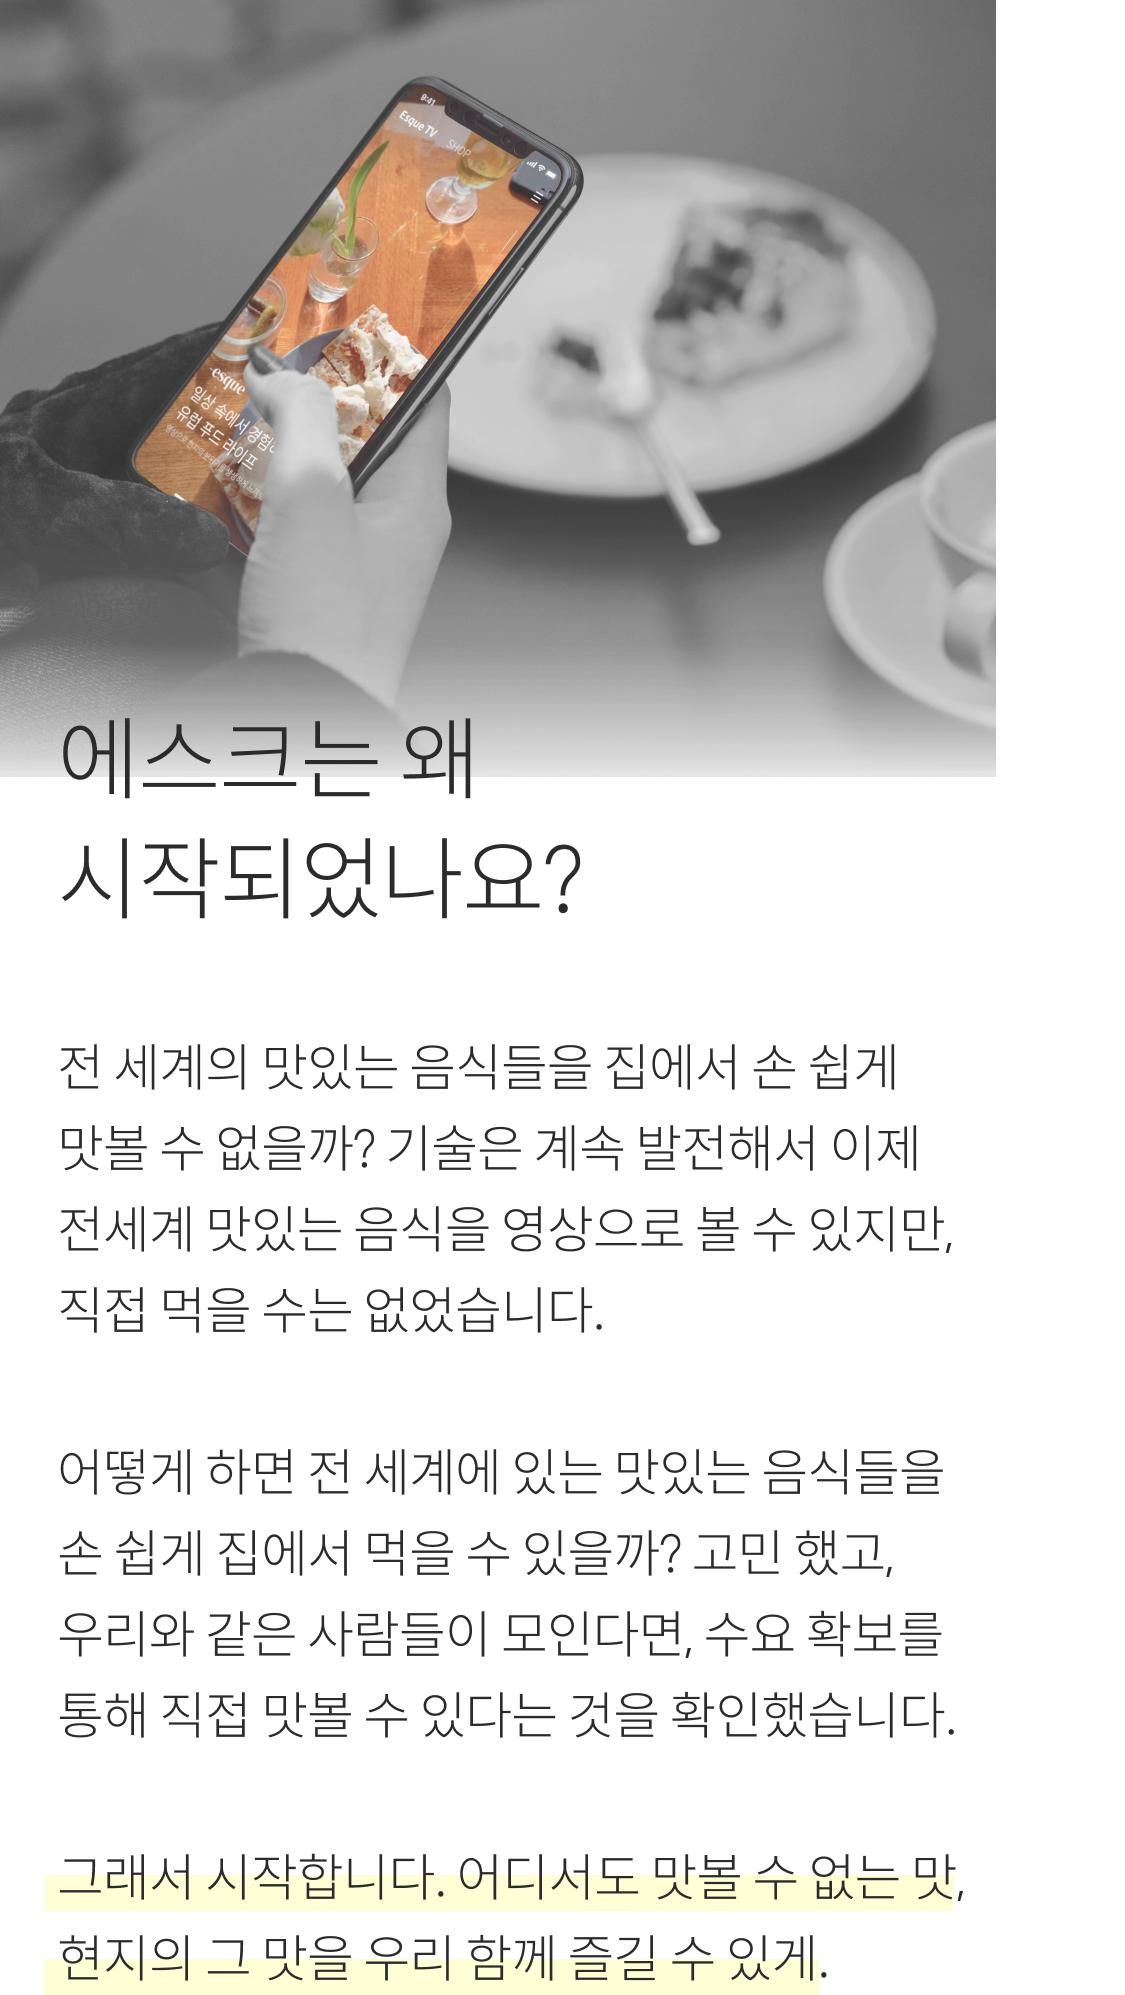 9:41
Esque TV SHOP
esque
일상 속에서 경험
유럽 푸드 라이프
에스크는 왜
시작되었나요?
전 세계의 맛있는 음식들을 집에서 손 쉽게
맛볼 수 없을까? 기술은 계속 발전해서 이제
전세계 맛있는 음식을 영상으로 볼 수 있지만,
직접 먹을 수는 없었습니다.
어떻게 하면 전 세계에 있는 맛있는 음식들을
손 쉽게 집에서 먹을 수 있을까? 고민 했고,
우리와 같은 사람들이 모인다면, 수요 확보를
통해 직접 맛볼 수 있다는 것을 확인했습니다.
그래서 시작합니다. 어디서도 맛볼 수 없는 맛,
현지의 그 맛을 우리 함께 즐길 수 있게.